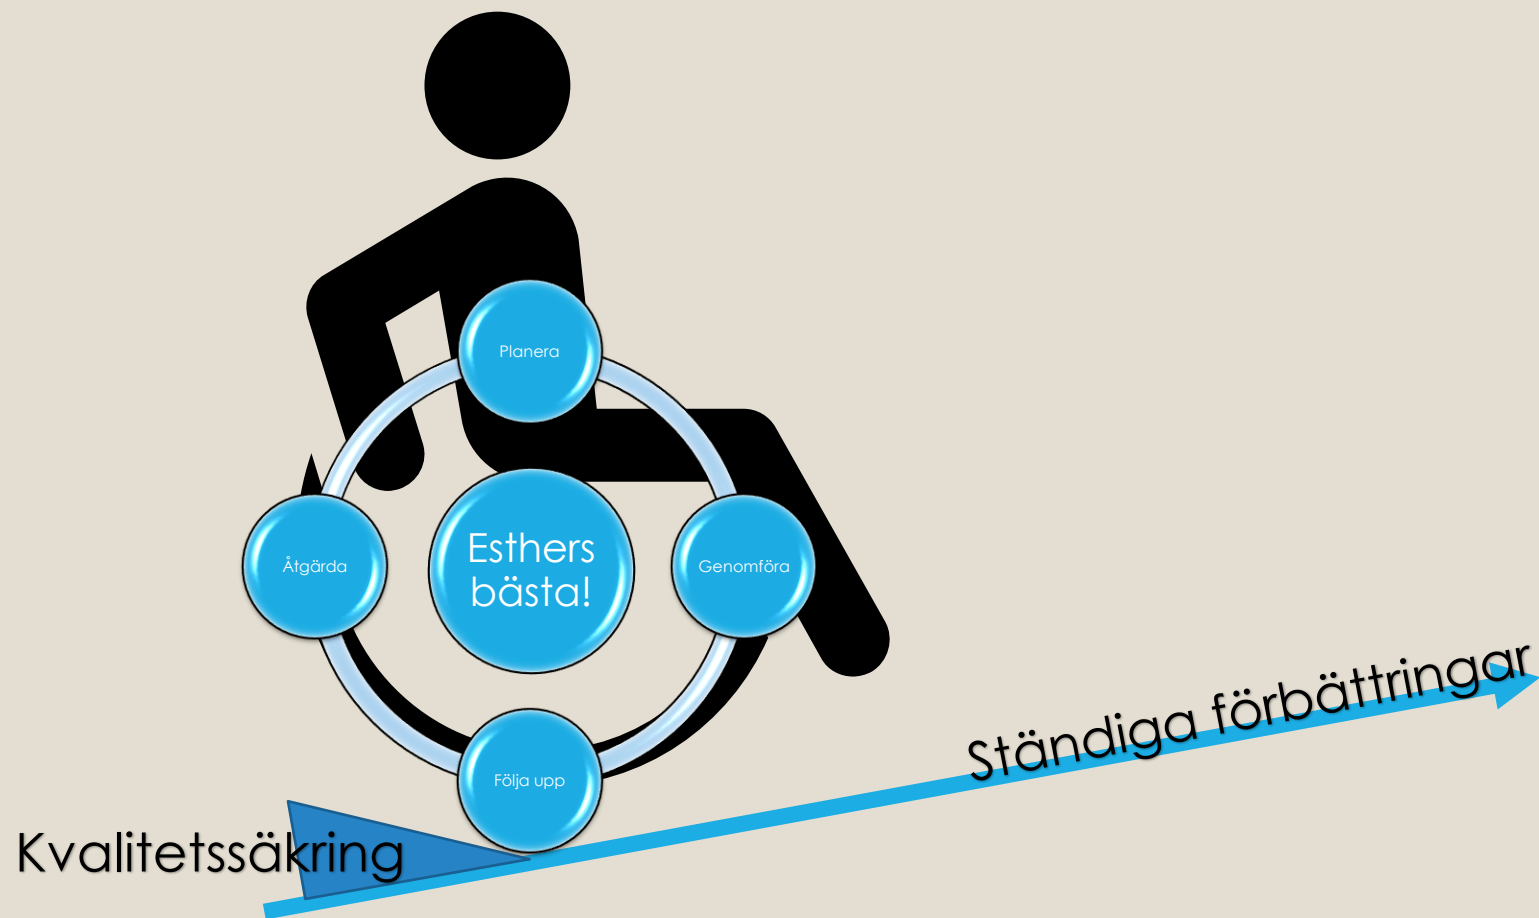 Planera
Åtgärda
Esthers
bästa!
Genomföra
Följa upp
Ständiga förbättringar
Kvalitetssäkring